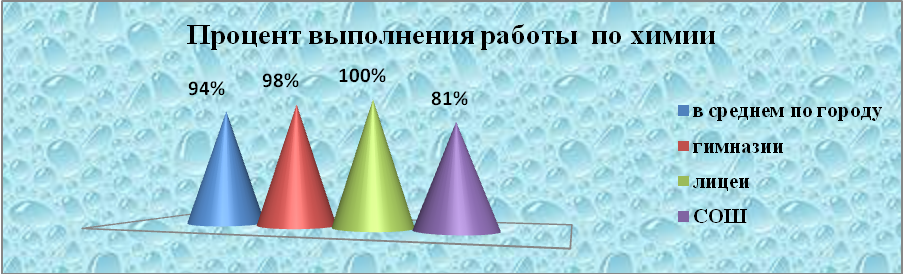 Процент выполнения работы по химии
94%
98%
100%
81%
в среднем по городу
гимназии
лицеи
СОШ